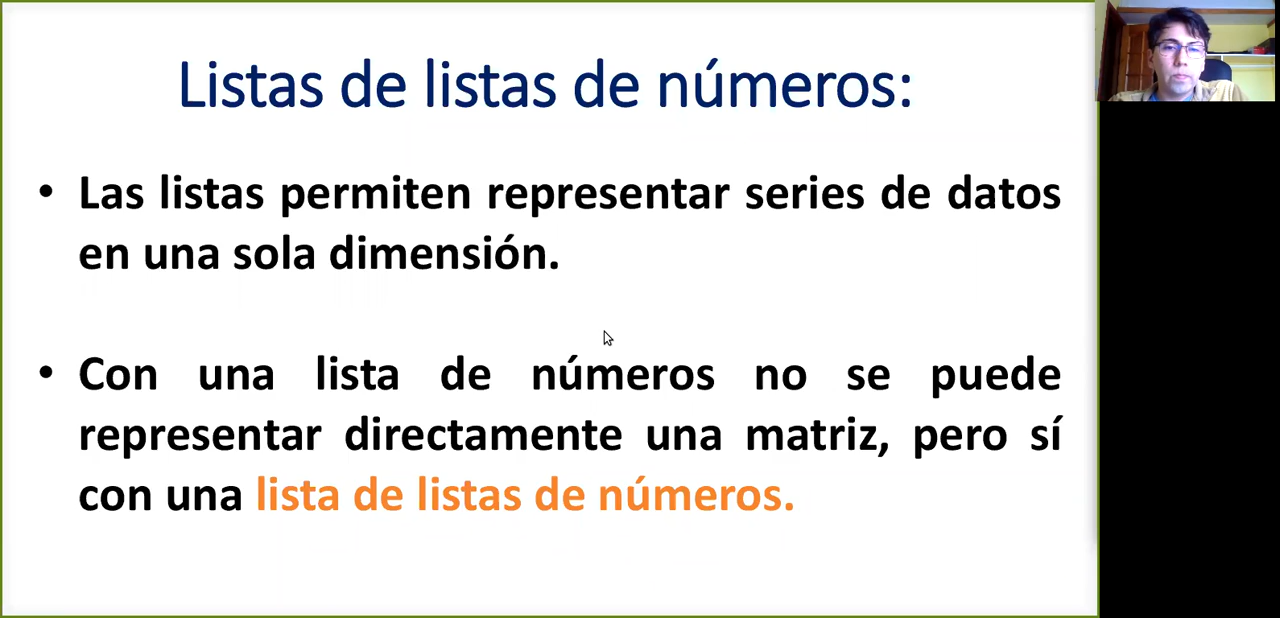 Listas de listas de números:
• Las listas permiten representar series de datos
en una sola dimensión.
• Con una lista de números no se puede
representar directamente una matriz, pero sí
con una lista de listas de números.